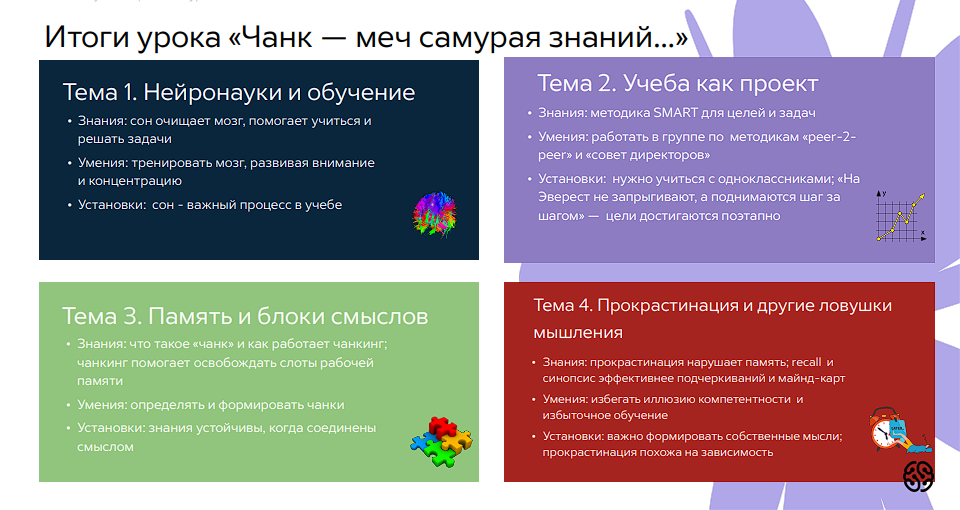 Итоги урока «Чанк — меч самурая знаний...»
Тема 1. Нейронауки и обучение
• Знания: сон очищает мозг, помогает учиться и
решать задачи
• Умения: тренировать мозг, развивая внимание
и концентрацию
• Установки: сон - важный процесс в учебе
Тема 2. Учеба как проект
• Знания: методика SMART для целей и задач
• Умения: работать в группе по методикам «peer-2-
peer» и «совет директоров»
• Установки: нужно учиться с одноклассниками; «На
Эверест не запрыгивают, а поднимаются шаг за
шагом» — цели достигаются поэтапно
y
x
Тема 3. Память и блоки смыслов
• Знания: что такое «чанк» и как работает чанкинг;
чанкинг помогает освобождать слоты рабочей
памяти
• Умения: определять и формировать чанки
• Установки: знания устойчивы, когда соединены
смыслом
Тема 4. Прокрастинация и другие ловушки
мышления
• Знания: прокрастинация нарушает память; recall и
синопсис эффективнее подчеркиваний и майнд-карт
• Умения: избегать иллюзию компетентности и
избыточное обучение
• Установки: важно формировать собственные мысли;
прокрастинация похожа на зависимость